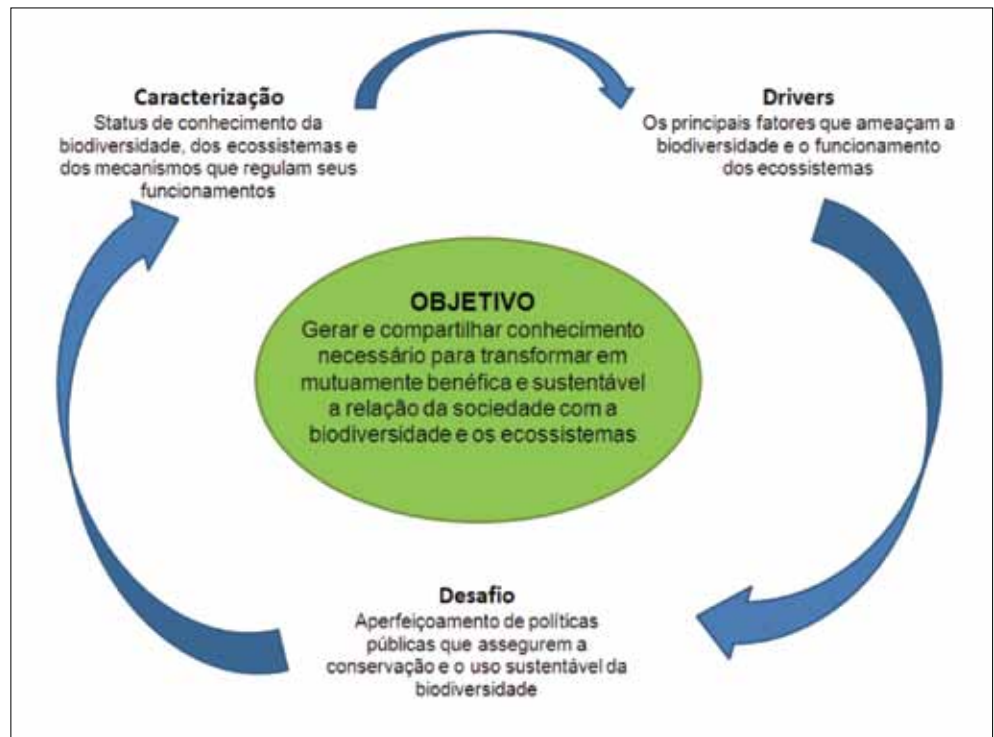 Caracterização
Status de conhecimento da
biodiversidade, dos ecossistemas e
dos mecanismos que regulam seus
funcionamentos
Drivers
Os principais fatores que ameaçam a
biodiversidade e o funcionamento
dos ecossistemas
OBJETIVO
Gerar e compartilhar conhecimento
necessário para transformar em
mutuamente benéfica e sustentável
a relação da sociedade com a
biodiversidade e os ecossistemas
Desafio
Aperfeiçoamento de políticas
públicas que assegurem a
conservação e o uso sustentável da
biodiversidade